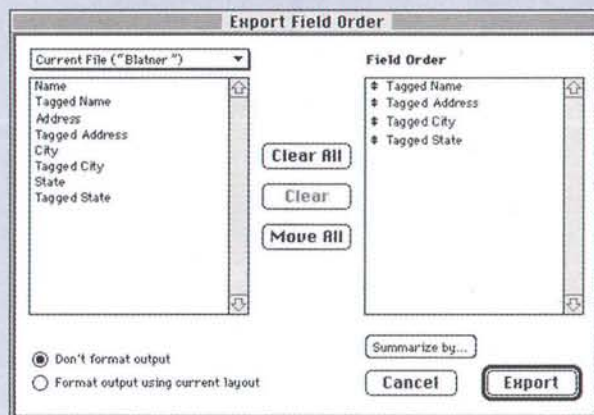 Export Field Order
Current File ("Blatner ")
Name
Tagged Name
Address
Tagged Address
City
Tagged City
State
Tagged State
Clear All
Clear
Move All
Field Order
Tagged Name
Tagged Address
Tagged City
Tagged State
Don't format output
Format output using current layout
Summarize by...
Cancel
Export